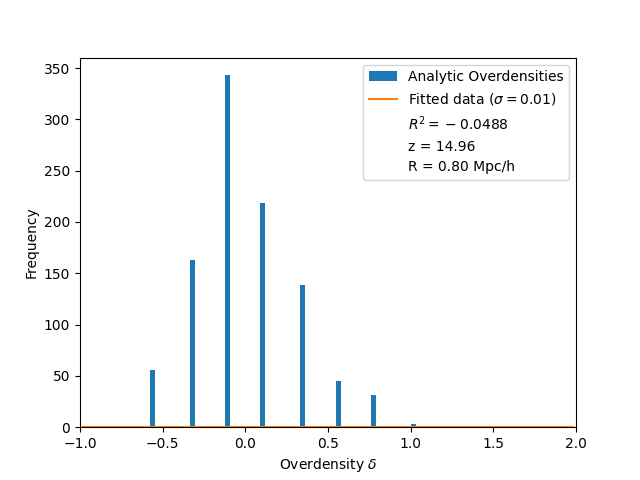 Analytic Overdensities
Fitted data (σ = 0.01)
R² = −0.0488
z = 14.96
R = 0.80 Mpc/h
350
300
250
200
150
100
50
0
Frequency
−1.0 −0.5 0.0 0.5 1.0 1.5 2.0
Overdensity δ